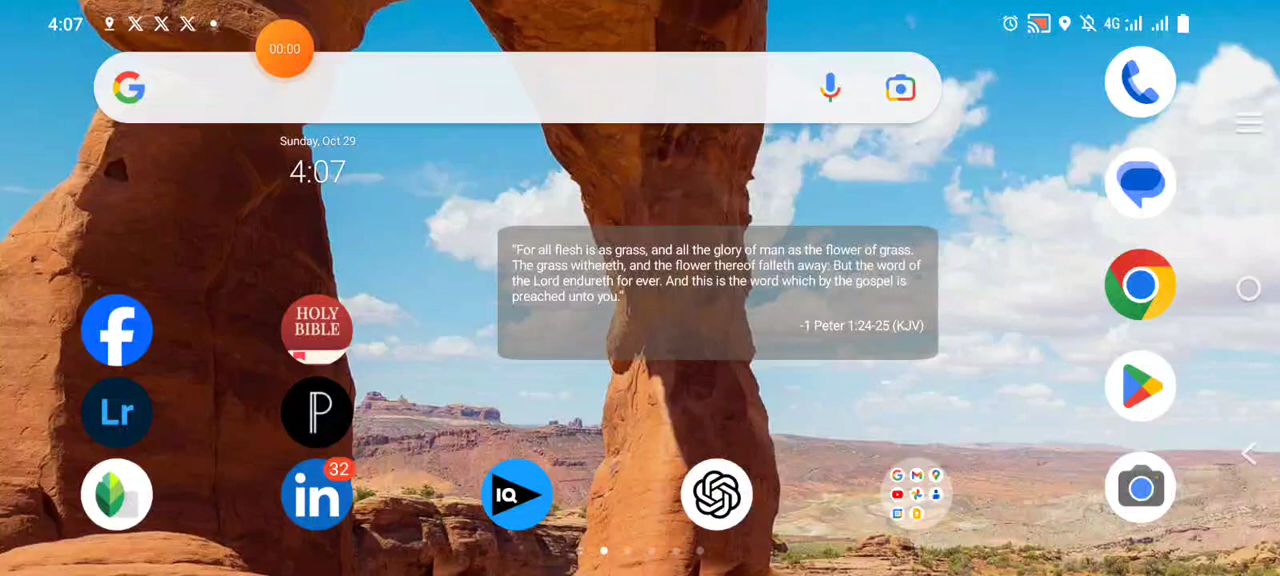 4:07
4G
00:00
Sunday, Oct 29
4:07
"For all flesh is as grass, and all the glory of man as the flower of grass.
The grass withereth, and the flower thereof falleth away: But the word of
the Lord endureth for ever. And this is the word which by the gospel is
preached unto you."
-1 Peter 1:24-25 (KJV)
HOLY
BIBLE
Lr
P
in
32
IQ